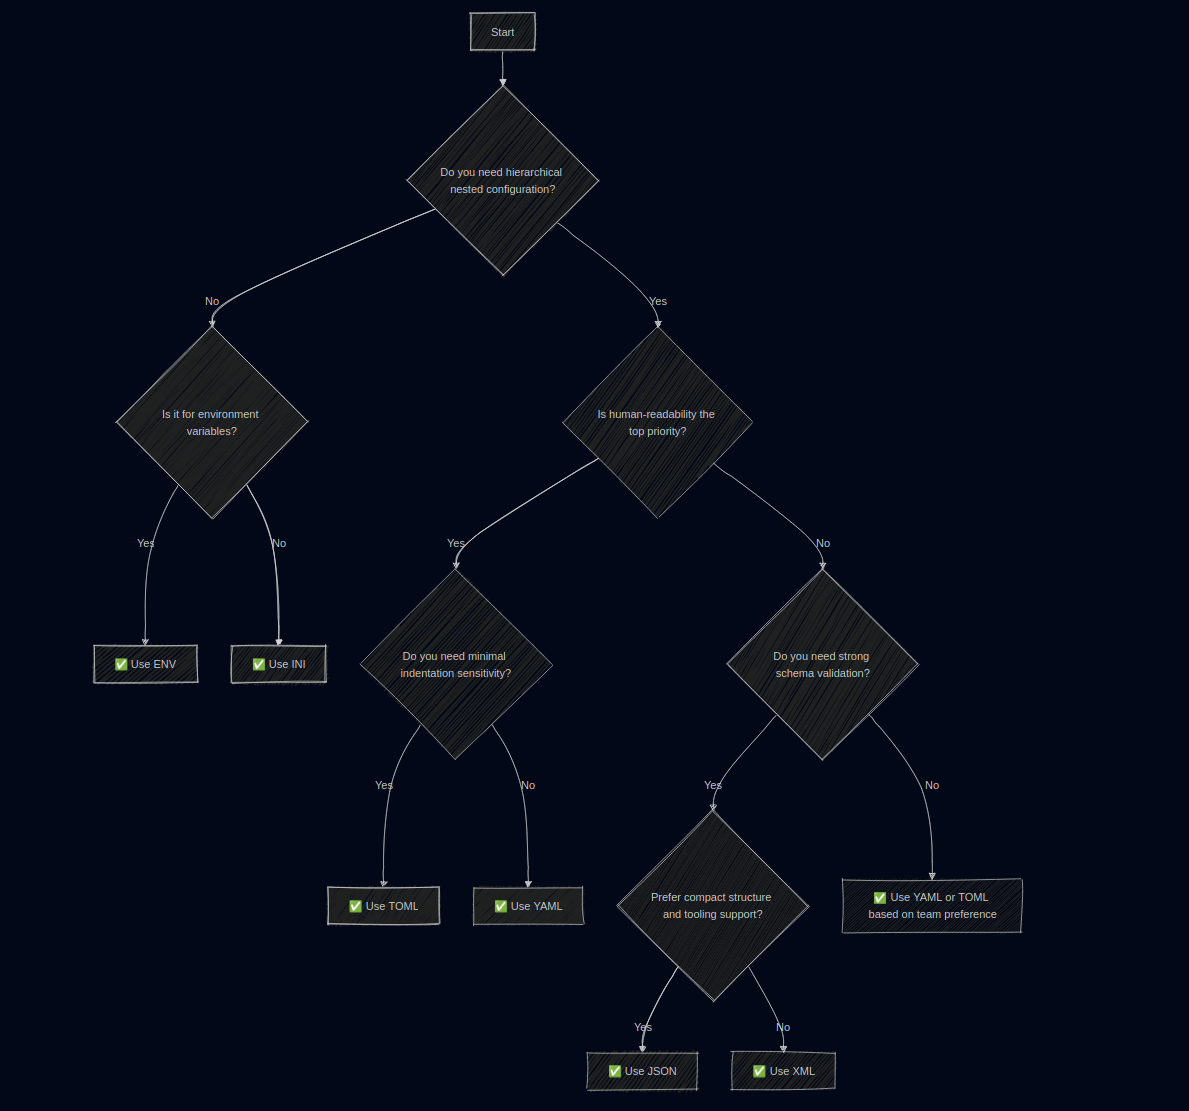 Start
Do you need hierarchical
nested configuration?
No
Yes
Is it for environment
variables?
Is human-readability the
top priority?
Yes
No
Yes
No
✅ Use ENV
✅ Use INI
Do you need minimal
indentation sensitivity?
Do you need strong
schema validation?
Yes
No
Yes
No
✅ Use TOML
✅ Use YAML
Prefer compact structure
and tooling support?
✅ Use YAML or TOML
based on team preference
Yes
No
✅ Use JSON
✅ Use XML